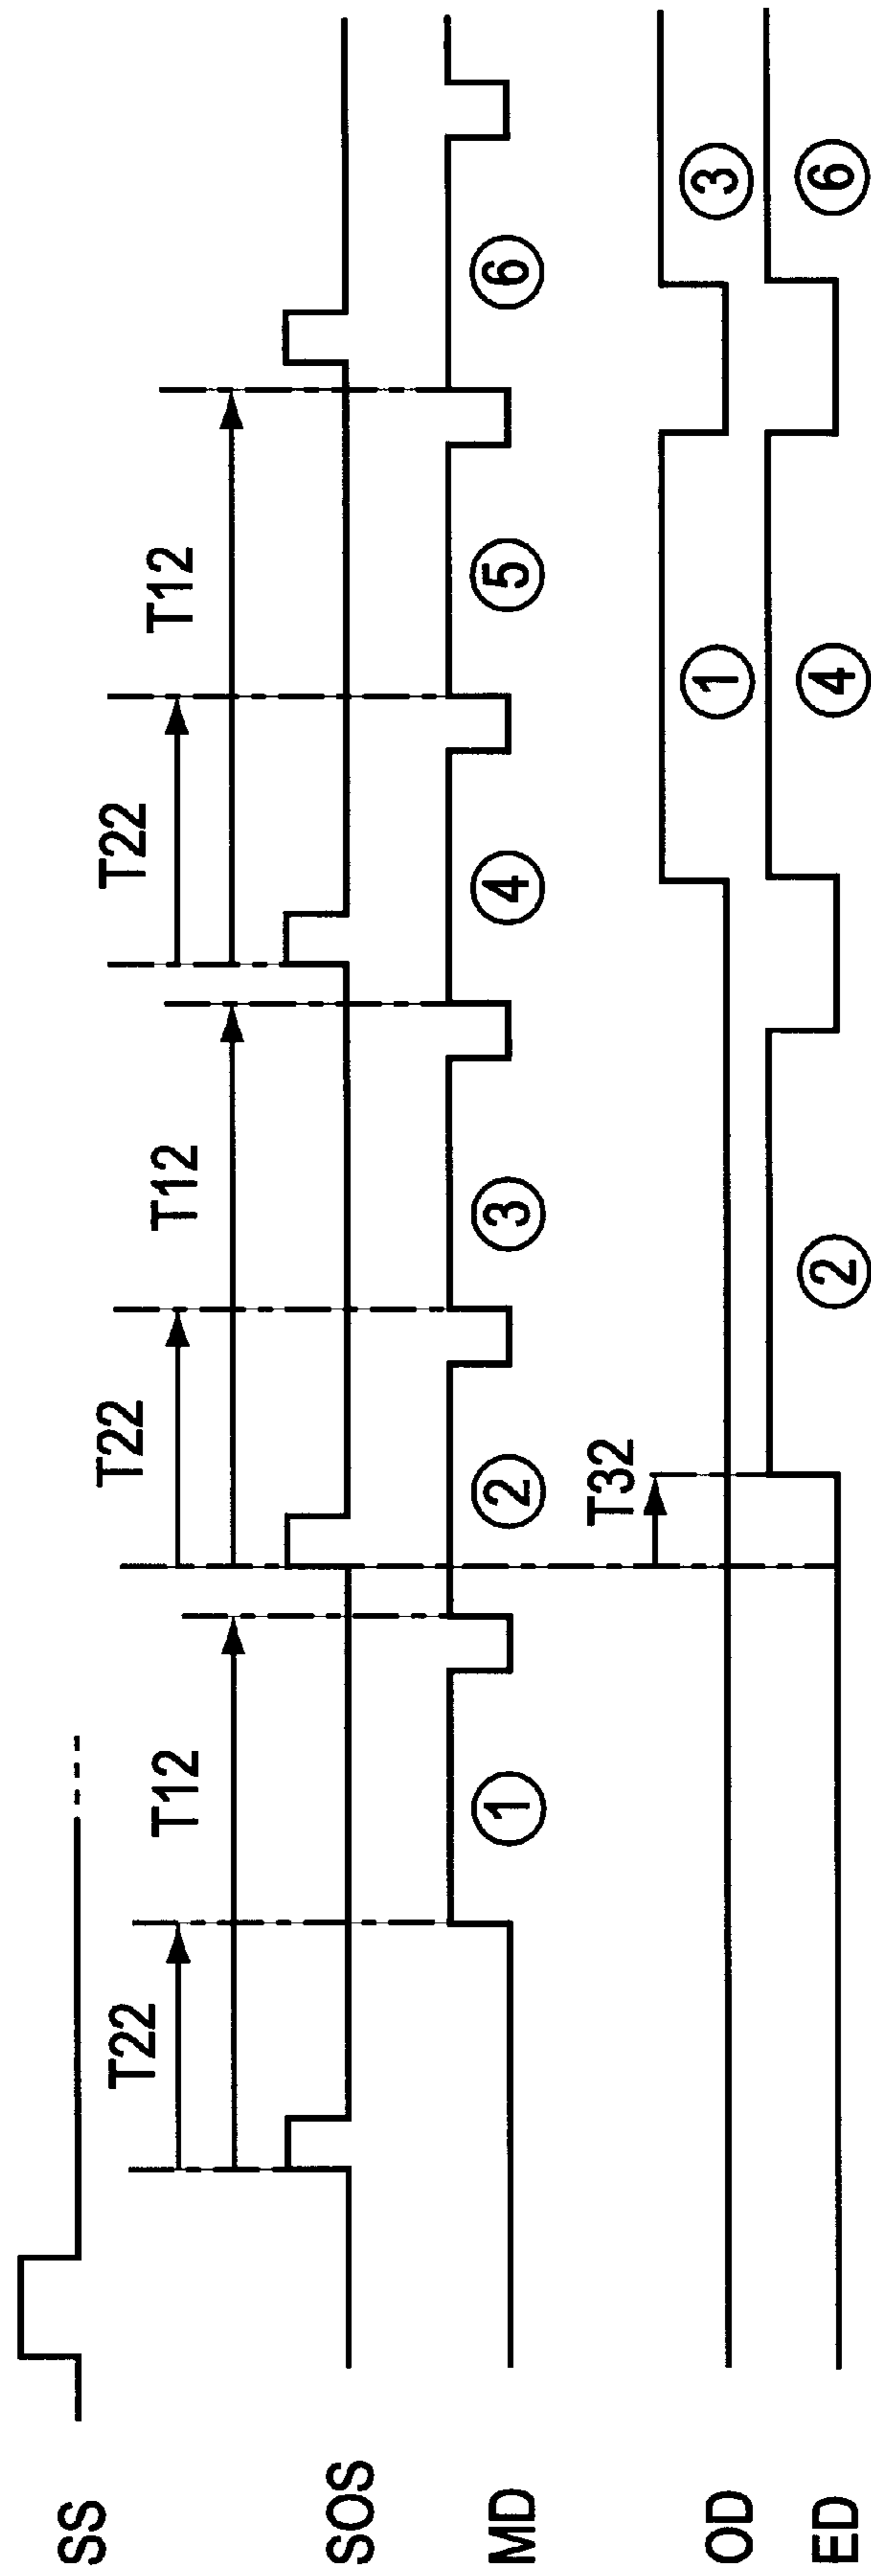 SS
T22
T12
T22
T12
T22
T12
SOS
MD
①
②
③
④
⑤
⑥
T32
OD
①
③
ED
②
④
⑥